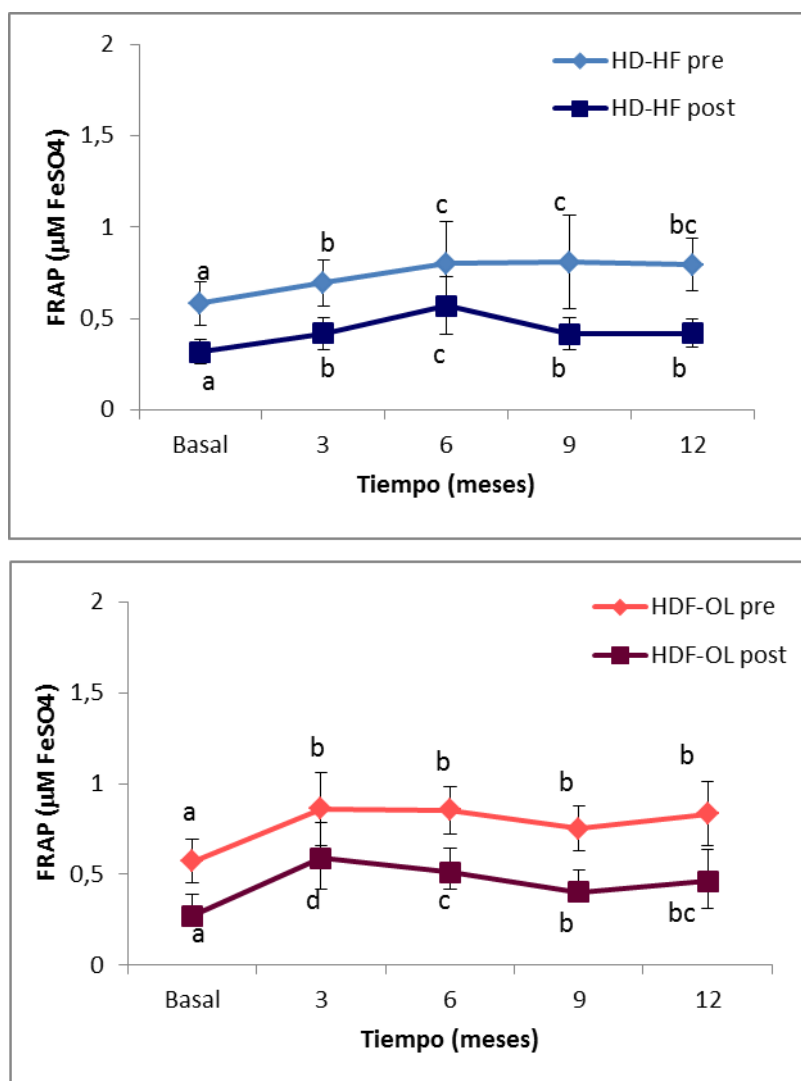 2
HD-HF pre
HD-HF post
1,5
FRAP (µM FeSO4)
c
c
bc
1
b
a
0,5
c
b
b
b
a
0
Basal
3
6
9
12
Tiempo (meses)
2
HDF-OL pre
HDF-OL post
1,5
FRAP (µM FeSO4)
b
b
b
b
1
a
0,5
d
c
b
bc
a
0
Basal
3
6
9
12
Tiempo (meses)